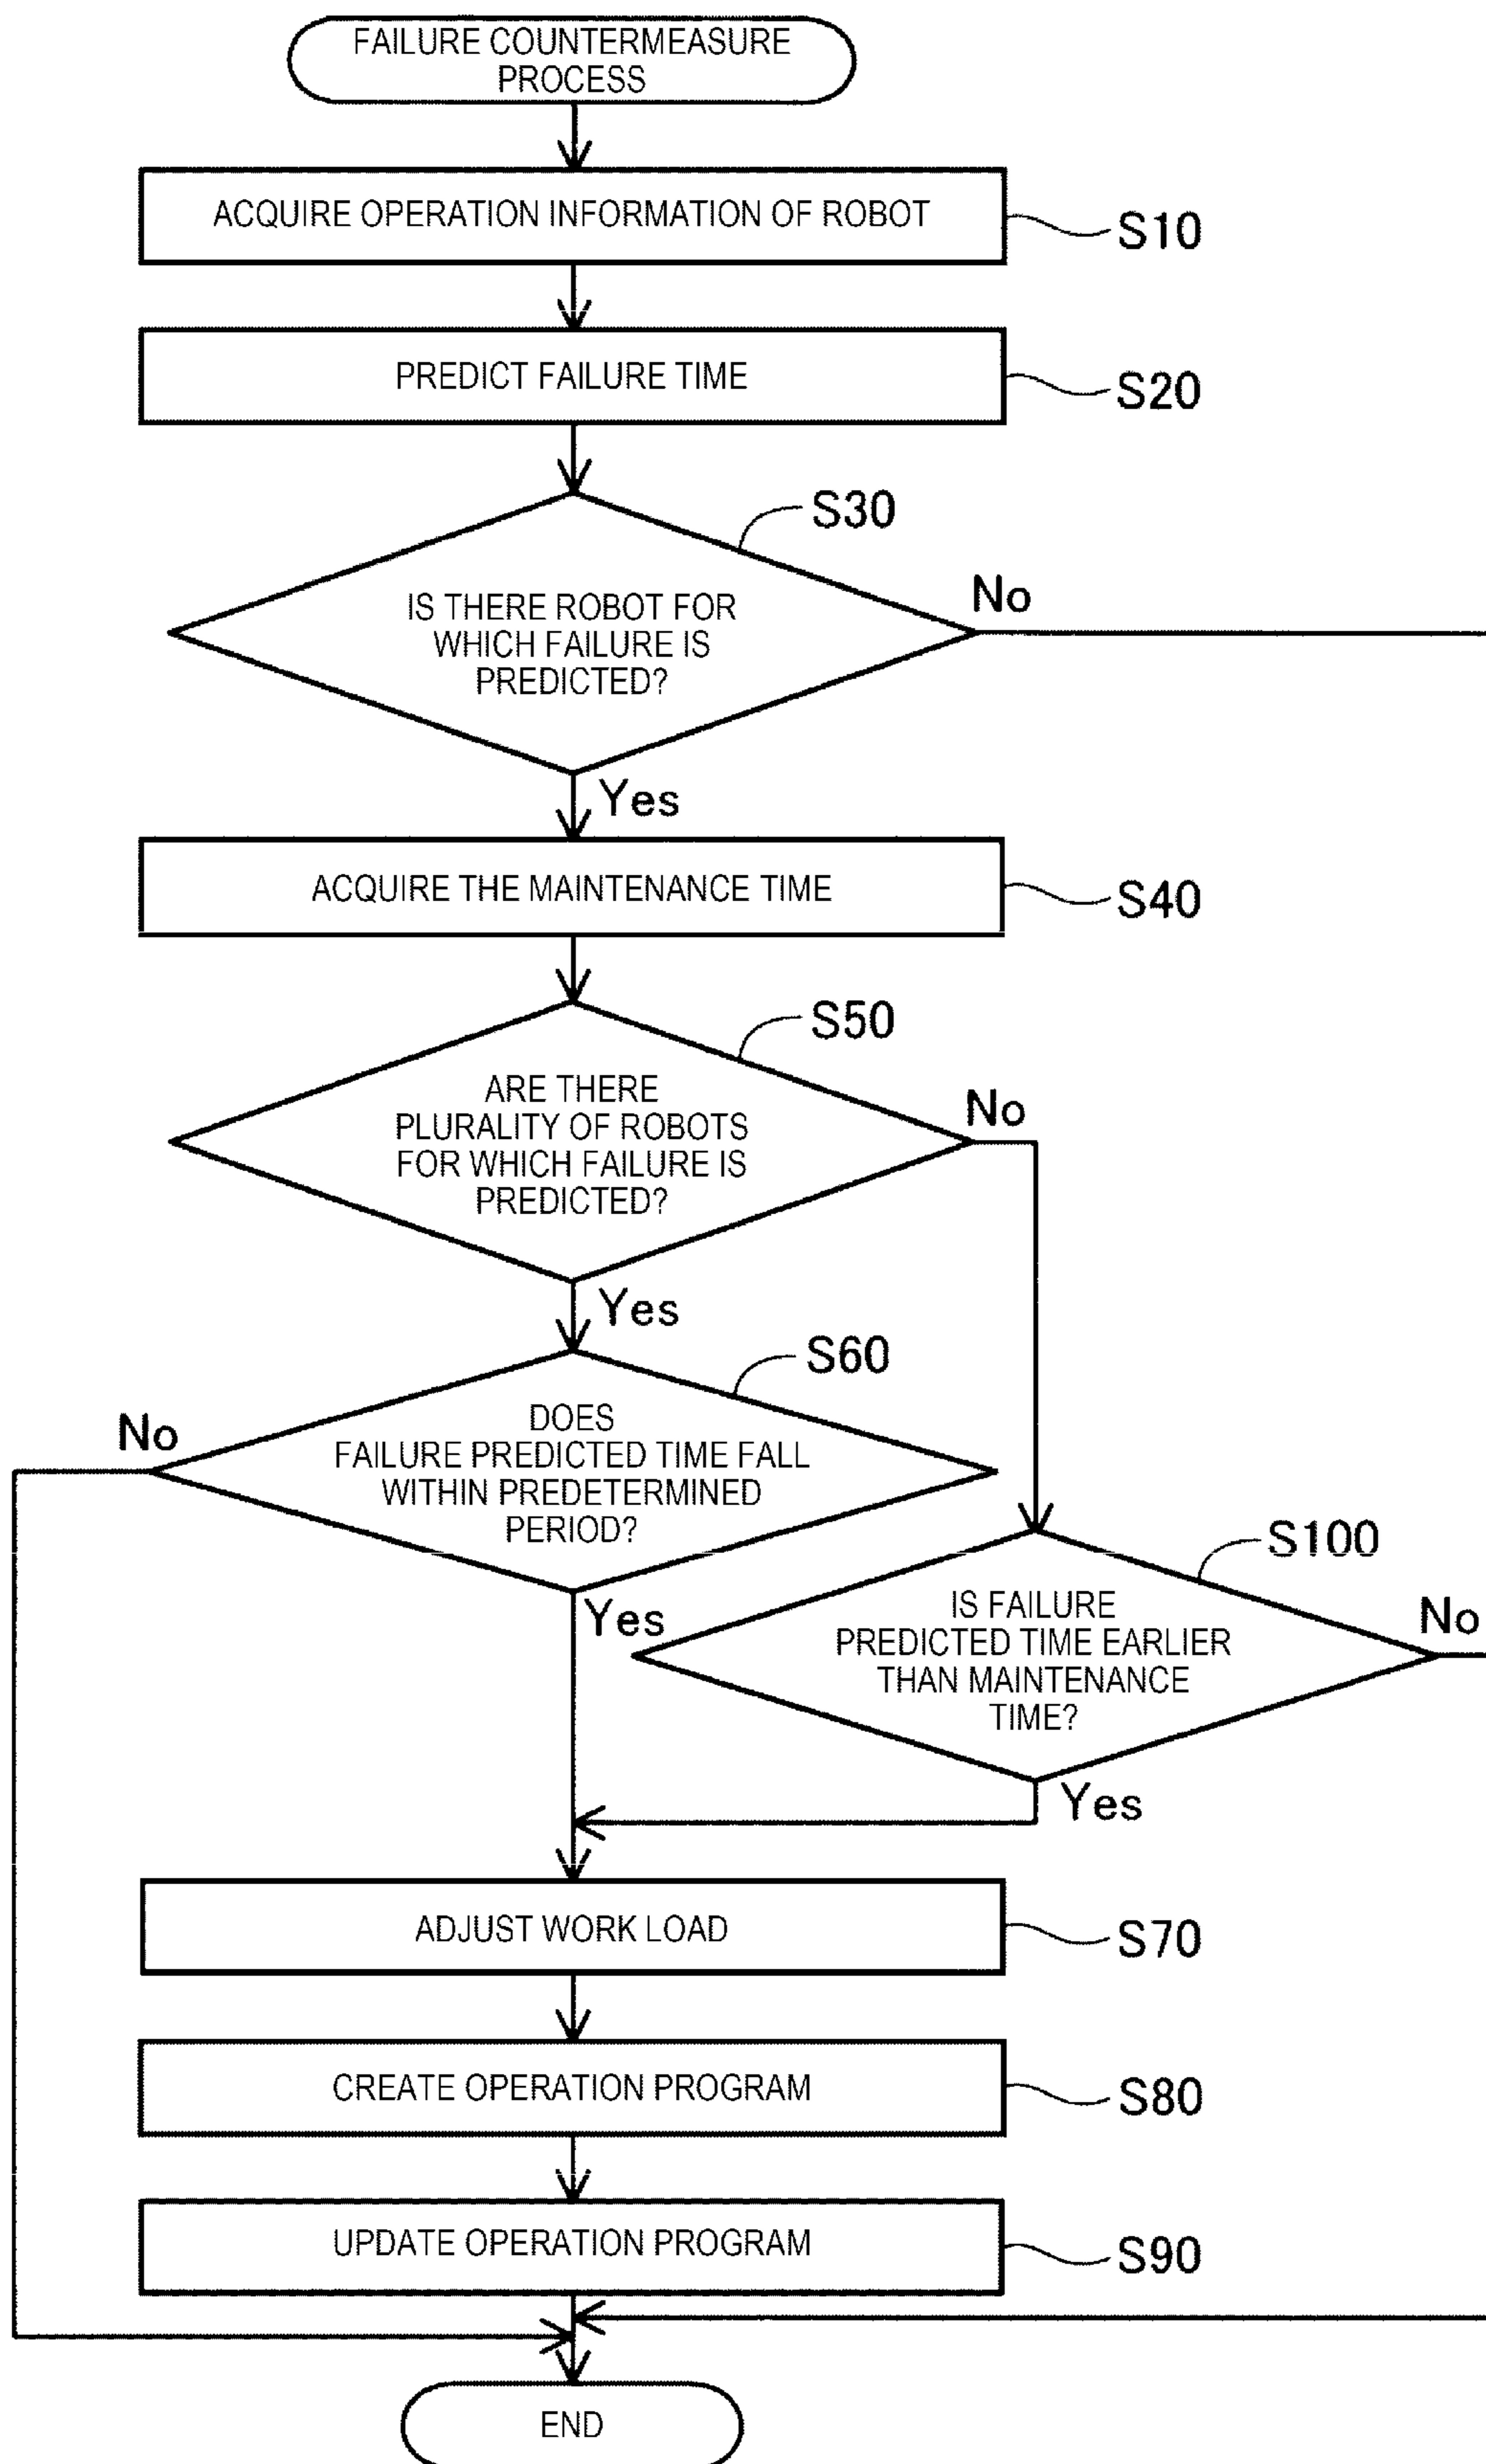 FAILURE COUNTERMEASURE
PROCESS
ACQUIRE OPERATION INFORMATION OF ROBOT
S10
PREDICT FAILURE TIME
S20
S30
IS THERE ROBOT FOR
WHICH FAILURE IS
PREDICTED?
No
Yes
ACQUIRE THE MAINTENANCE TIME
S40
S50
ARE THERE
PLURALITY OF ROBOTS
FOR WHICH FAILURE IS
PREDICTED?
No
Yes
S60
DOES
FAILURE PREDICTED TIME FALL
WITHIN PREDETERMINED
PERIOD?
No
Yes
S100
IS FAILURE
PREDICTED TIME EARLIER
THAN MAINTENANCE
TIME?
No
Yes
ADJUST WORK LOAD
S70
CREATE OPERATION PROGRAM
S80
UPDATE OPERATION PROGRAM
S90
END